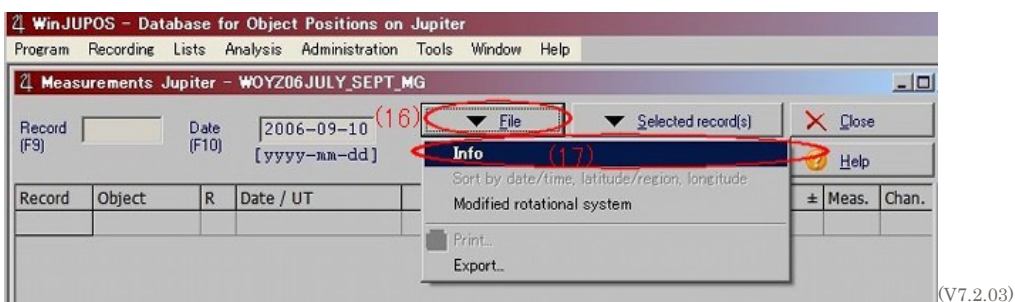 WinJUPOS - Database for Object Positions on Jupiter
Program Recording Lists Analysis Administration Tools Window Help
Measurements Jupiter - WOYZ06JULY_SEPT_MG
Record (F9)
Date (F10)
2006-09-10
[yyyy-mm-dd]
(16)
File
Selected record(s)
Close
Info
(17)
Help
Sort by date/time, latitude/region, longitude
Modified rotational system
Print...
Export...
Record Object R Date / UT ± Meas. Chan.
(V7.2.03)